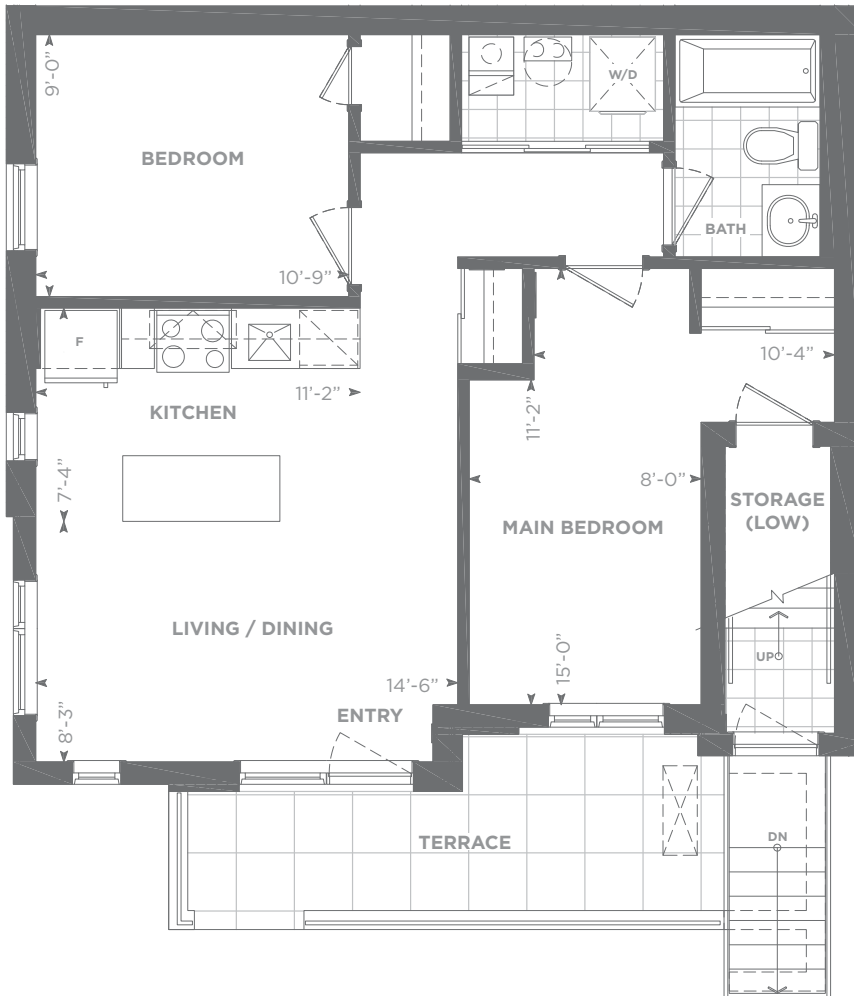 9'-0"
W/D
BEDROOM
BATH
10'-9"
F
11'-2"
10'-4"
KITCHEN
11'-2"
7'-4"
8'-0"
STORAGE
(LOW)
MAIN BEDROOM
LIVING / DINING
UP
15'-0"
14'-6"
8'-3"
ENTRY
TERRACE
DN